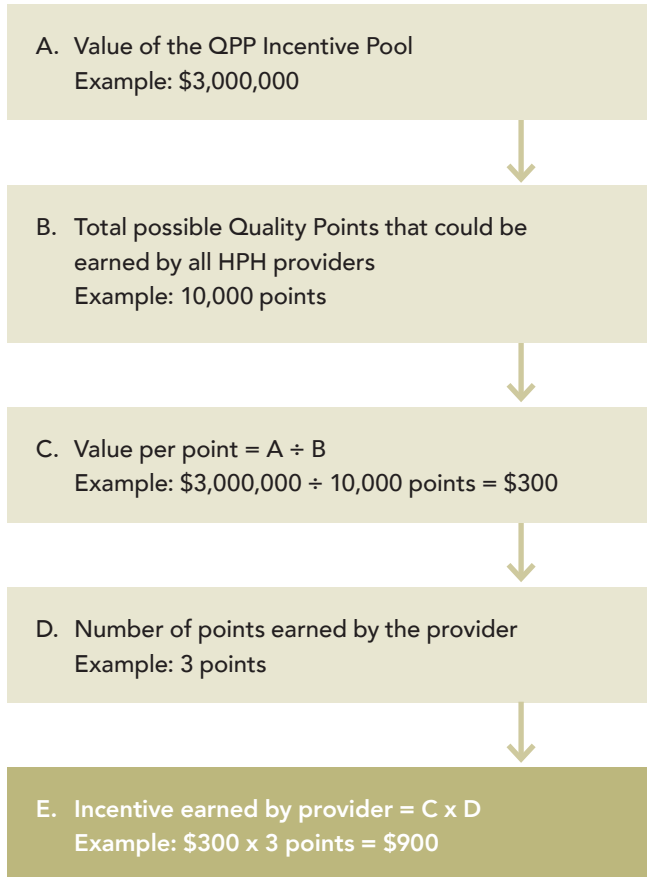 A. Value of the QPP Incentive Pool
Example: $3,000,000
B. Total possible Quality Points that could be
earned by all HPH providers
Example: 10,000 points
C. Value per point = A ÷ B
Example: $3,000,000 ÷ 10,000 points = $300
D. Number of points earned by the provider
Example: 3 points
E. Incentive earned by provider = C x D
Example: $300 x 3 points = $900